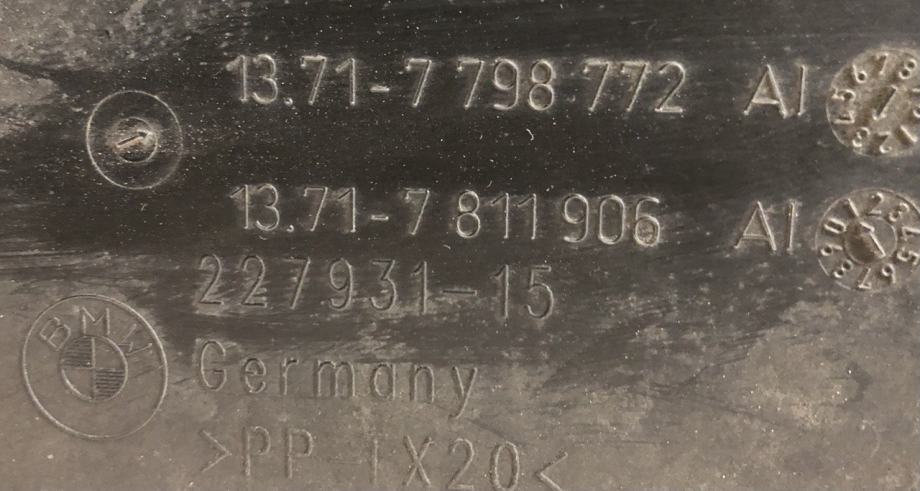 13.71-7 798 772 AI
13.71-7 811 906 AI
227931-15
BMW
Germany
>PP-TX20<